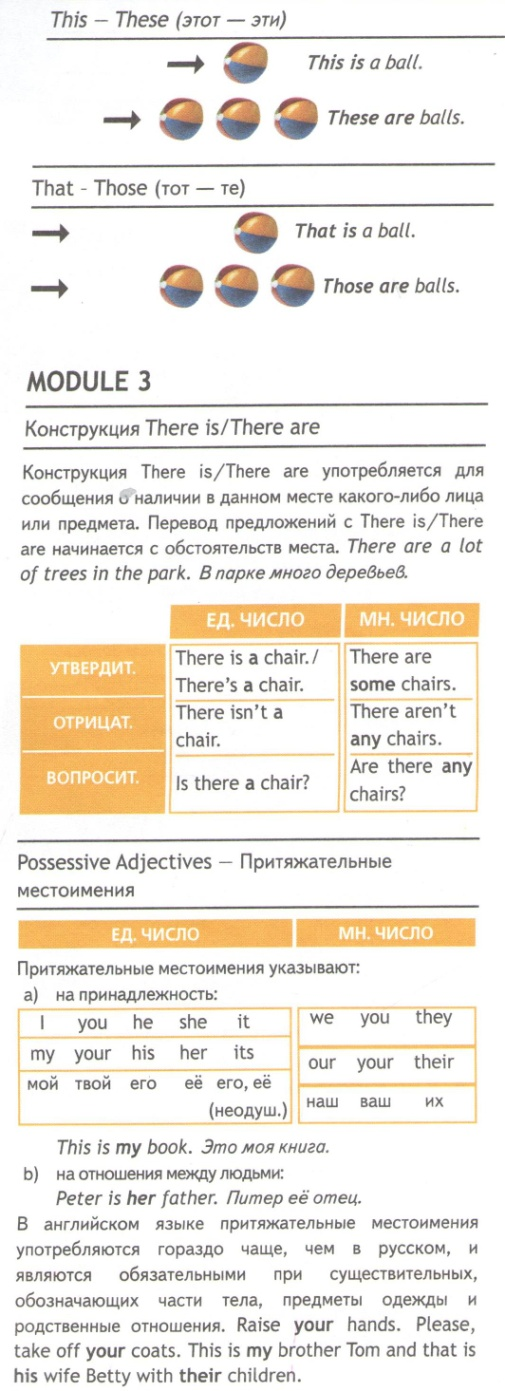 This – These (этот — эти)
This is a ball.
These are balls.
That - Those (тот — те)
That is a ball.
Those are balls.
MODULE 3
Конструкция There is/There are
Конструкция There is/There are употребляется для
сообщения о наличии в данном месте какого-либо лица
или предмета. Перевод предложений с There is/There
are начинается с обстоятельств места. There are a lot
of trees in the park. В парке много деревьев.
ЕД. ЧИСЛО МН. ЧИСЛО
УТВЕРДИТ. There is a chair./ There are
There's a chair. some chairs.
ОТРИЦАТ. There isn't a There aren't
chair. any chairs.
ВОПРОСИТ. Is there a chair? Are there any
chairs?
Possessive Adjectives — Притяжательные
местоимения
ЕД. ЧИСЛО МН. ЧИСЛО
Притяжательные местоимения указывают:
a) на принадлежность:
I you he she it we you they
my your his her its our your their
мой твой его её его, её наш ваш их
(неодуш.)
This is my book. Это моя книга.
b) на отношения между людьми:
Peter is her father. Питер её отец.
В английском языке притяжательные местоимения
употребляются гораздо чаще, чем в русском, и
являются обязательными при существительных,
обозначающих части тела, предметы одежды и
родственные отношения. Raise your hands. Please,
take off your coats. This is my brother Tom and that is
his wife Betty with their children.